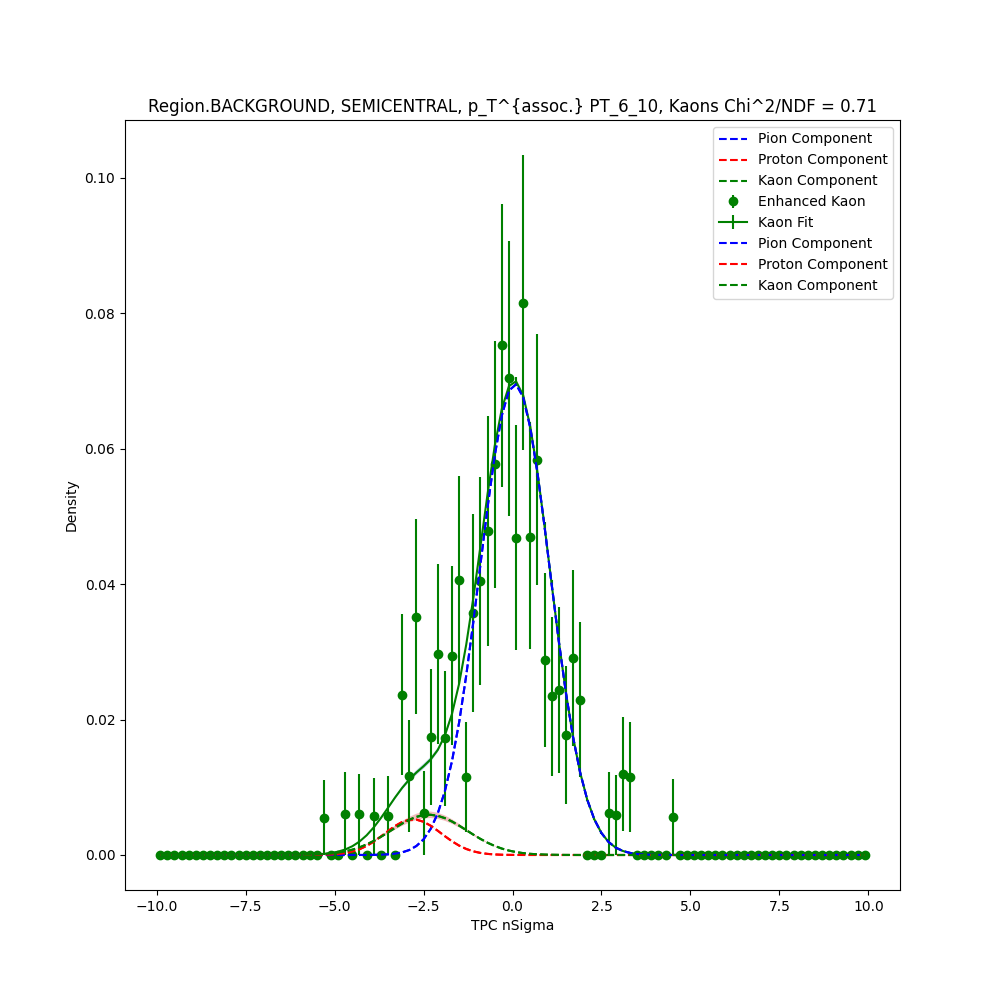 Region.BACKGROUND, SEMICENTRAL, p_T^{assoc.} PT_6_10, Kaons Chi^2/NDF = 0.71
Pion Component
Proton Component
Kaon Component
Enhanced Kaon
Kaon Fit
Pion Component
Proton Component
Kaon Component
0.10
0.08
0.06
0.04
0.02
0.00
Density
−10.0 −7.5 −5.0 −2.5 0.0 2.5 5.0 7.5 10.0
TPC nSigma